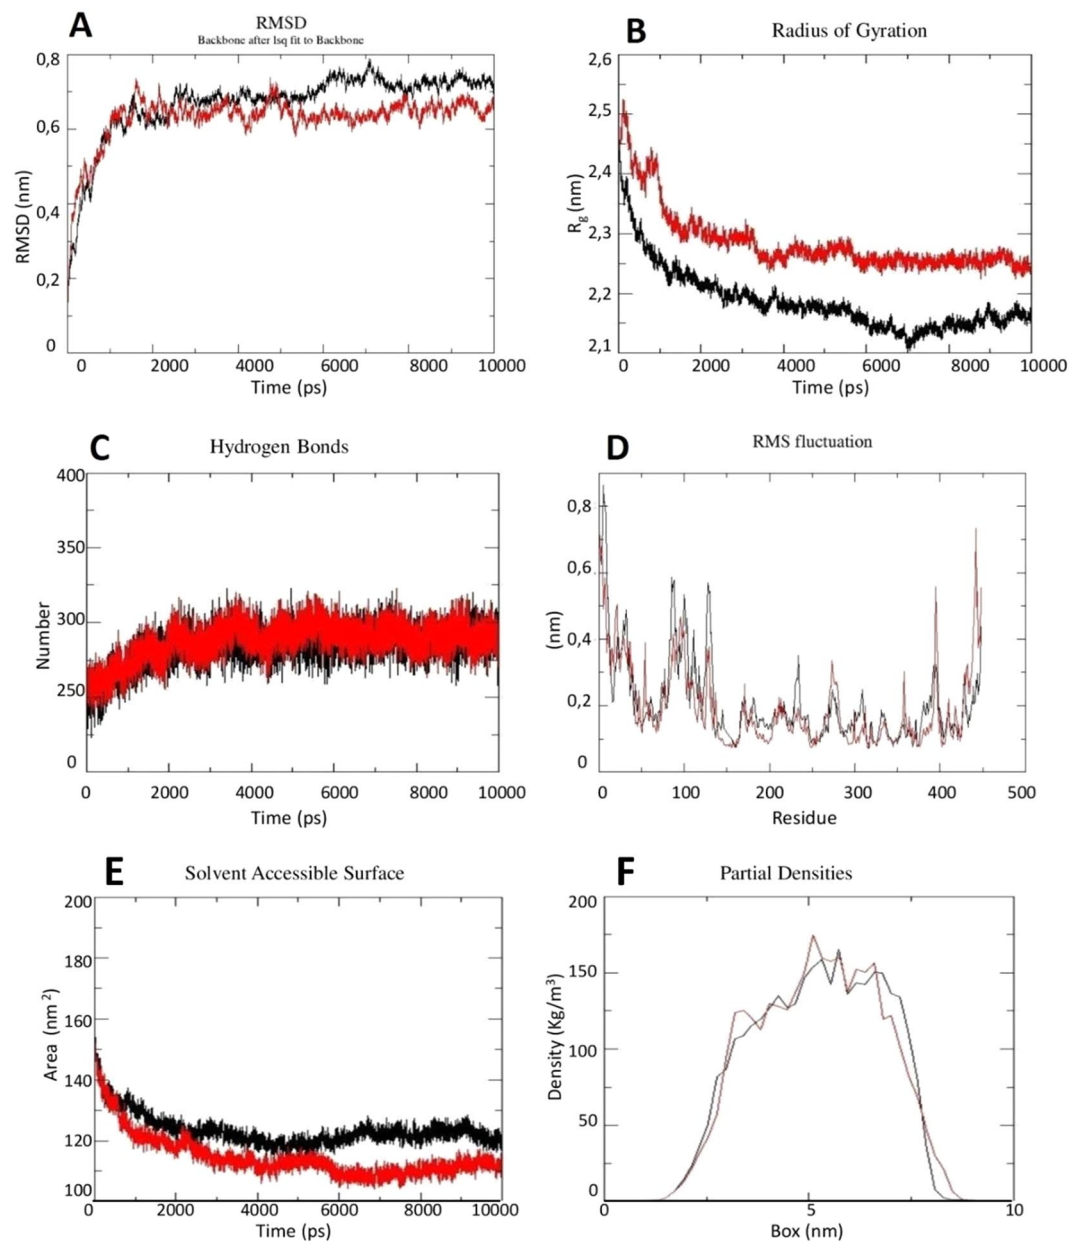 A
RMSD
Backbone after lsq fit to Backbone
0,8
0,6
0,4
0,2
0
RMSD (nm)
0 2000 4000 6000 8000 10000
Time (ps)
B
Radius of Gyration
2,6
2,5
2,4
2,3
2,2
2,1
Rg (nm)
0 2000 4000 6000 8000 10000
Time (ps)
C
Hydrogen Bonds
400
350
300
250
0
Number
0 2000 4000 6000 8000 10000
Time (ps)
D
RMS fluctuation
0,8
0,6
0,4
0,2
0
(nm)
0 100 200 300 400 500
Residue
E
Solvent Accessible Surface
200
180
160
140
120
100
Area (nm²)
0 2000 4000 6000 8000 10000
Time (ps)
F
Partial Densities
200
150
100
50
0
Density (Kg/m³)
0 5 10
Box (nm)